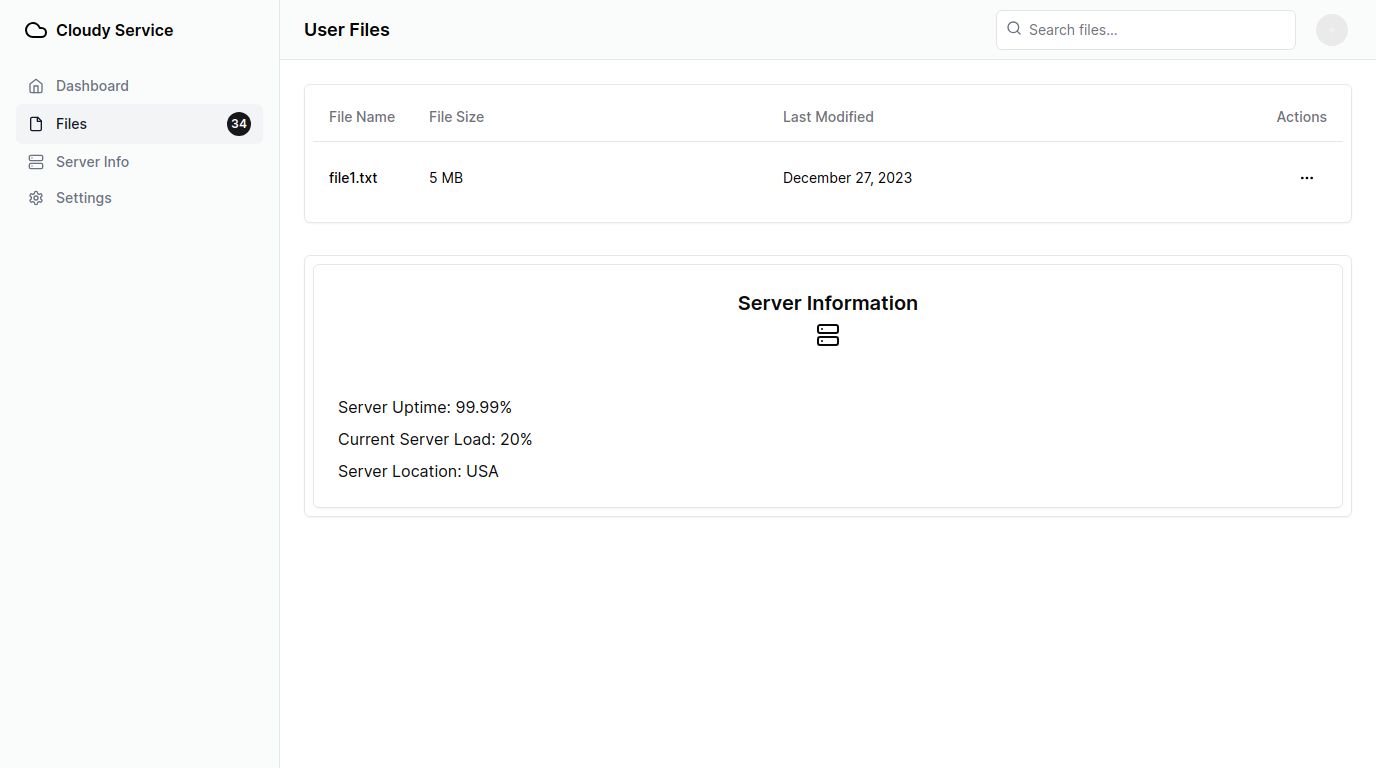 Cloudy Service
Dashboard
Files 34
Server Info
Settings
User Files
Search files...
File Name File Size Last Modified Actions
file1.txt 5 MB December 27, 2023
Server Information
Server Uptime: 99.99%
Current Server Load: 20%
Server Location: USA